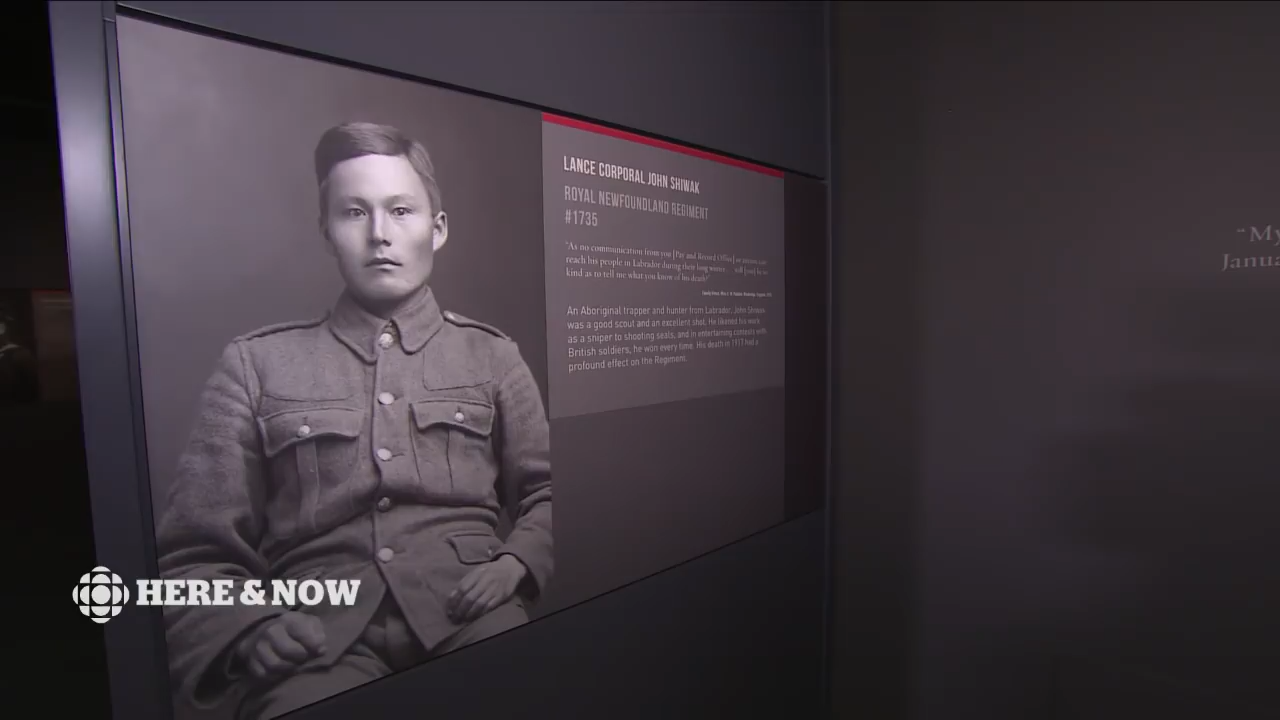 LANCE CORPORAL JOHN SHIWAK
ROYAL NEWFOUNDLAND REGIMENT
#1735
"As no communication from you [Pay and Record Office]
reach his people in Labrador during their long winter... will [you] be so
kind as to tell me what you know of his death?"
An Aboriginal trapper and hunter from Labrador, John Shiwak
was a good scout and an excellent shot. He likened his work
as a sniper to shooting seals, and in entertaining contests with
British soldiers, he won every time. His death in 1917 had a
profound effect on the Regiment.
"My
Janua
HERE & NOW